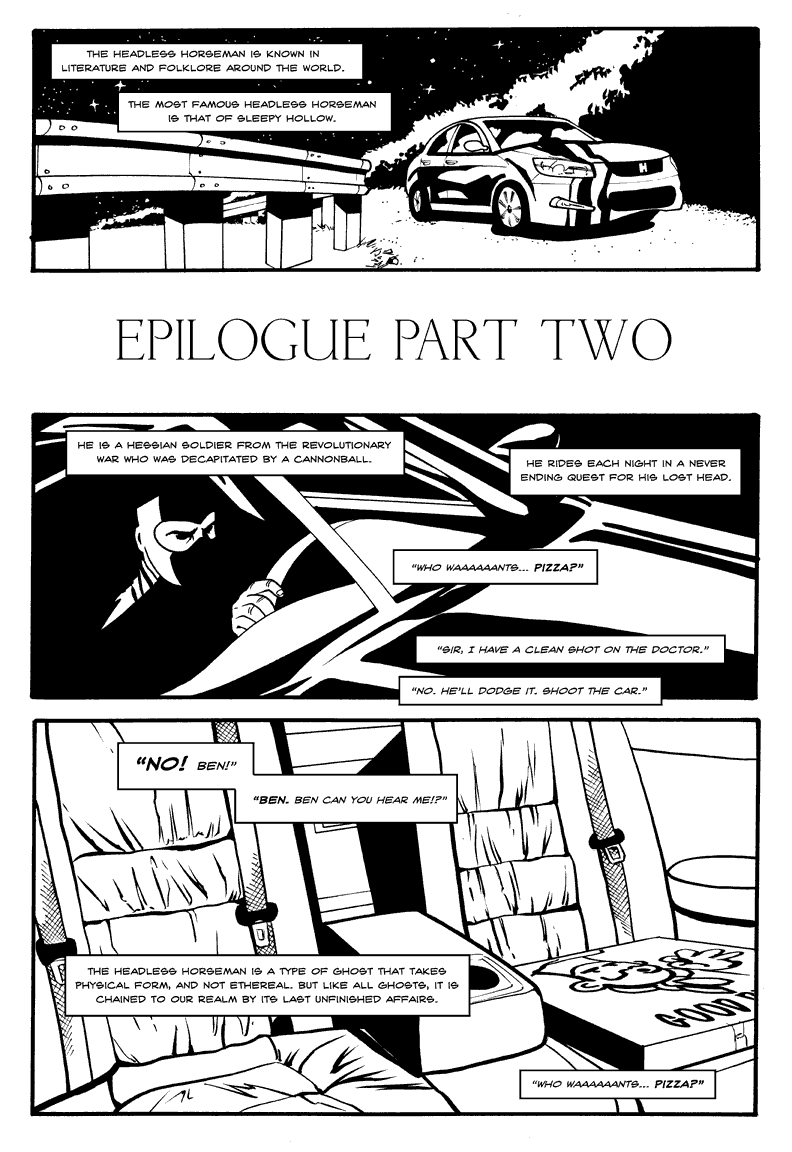 THE HEADLESS HORSEMAN IS KNOWN IN
LITERATURE AND FOLKLORE AROUND THE WORLD.
THE MOST FAMOUS HEADLESS HORSEMAN
IS THAT OF SLEEPY HOLLOW.
H
EPILOGUE PART TWO
HE IS A HESSIAN SOLDIER FROM THE REVOLUTIONARY
WAR WHO WAS DECAPITATED BY A CANNONBALL.
HE RIDES EACH NIGHT IN A NEVER
ENDING QUEST FOR HIS LOST HEAD.
"WHO WAAAAAANTS... PIZZA?"
"SIR, I HAVE A CLEAN SHOT ON THE DOCTOR."
"NO. HE'LL DODGE IT. SHOOT THE CAR."
"NO! BEN!"
"BEN. BEN CAN YOU HEAR ME!?"
THE HEADLESS HORSEMAN IS A TYPE OF GHOST THAT TAKES
PHYSICAL FORM, AND NOT ETHEREAL. BUT LIKE ALL GHOSTS, IT IS
CHAINED TO OUR REALM BY ITS LAST UNFINISHED AFFAIRS.
GOOD
"WHO WAAAAAANTS... PIZZA?"